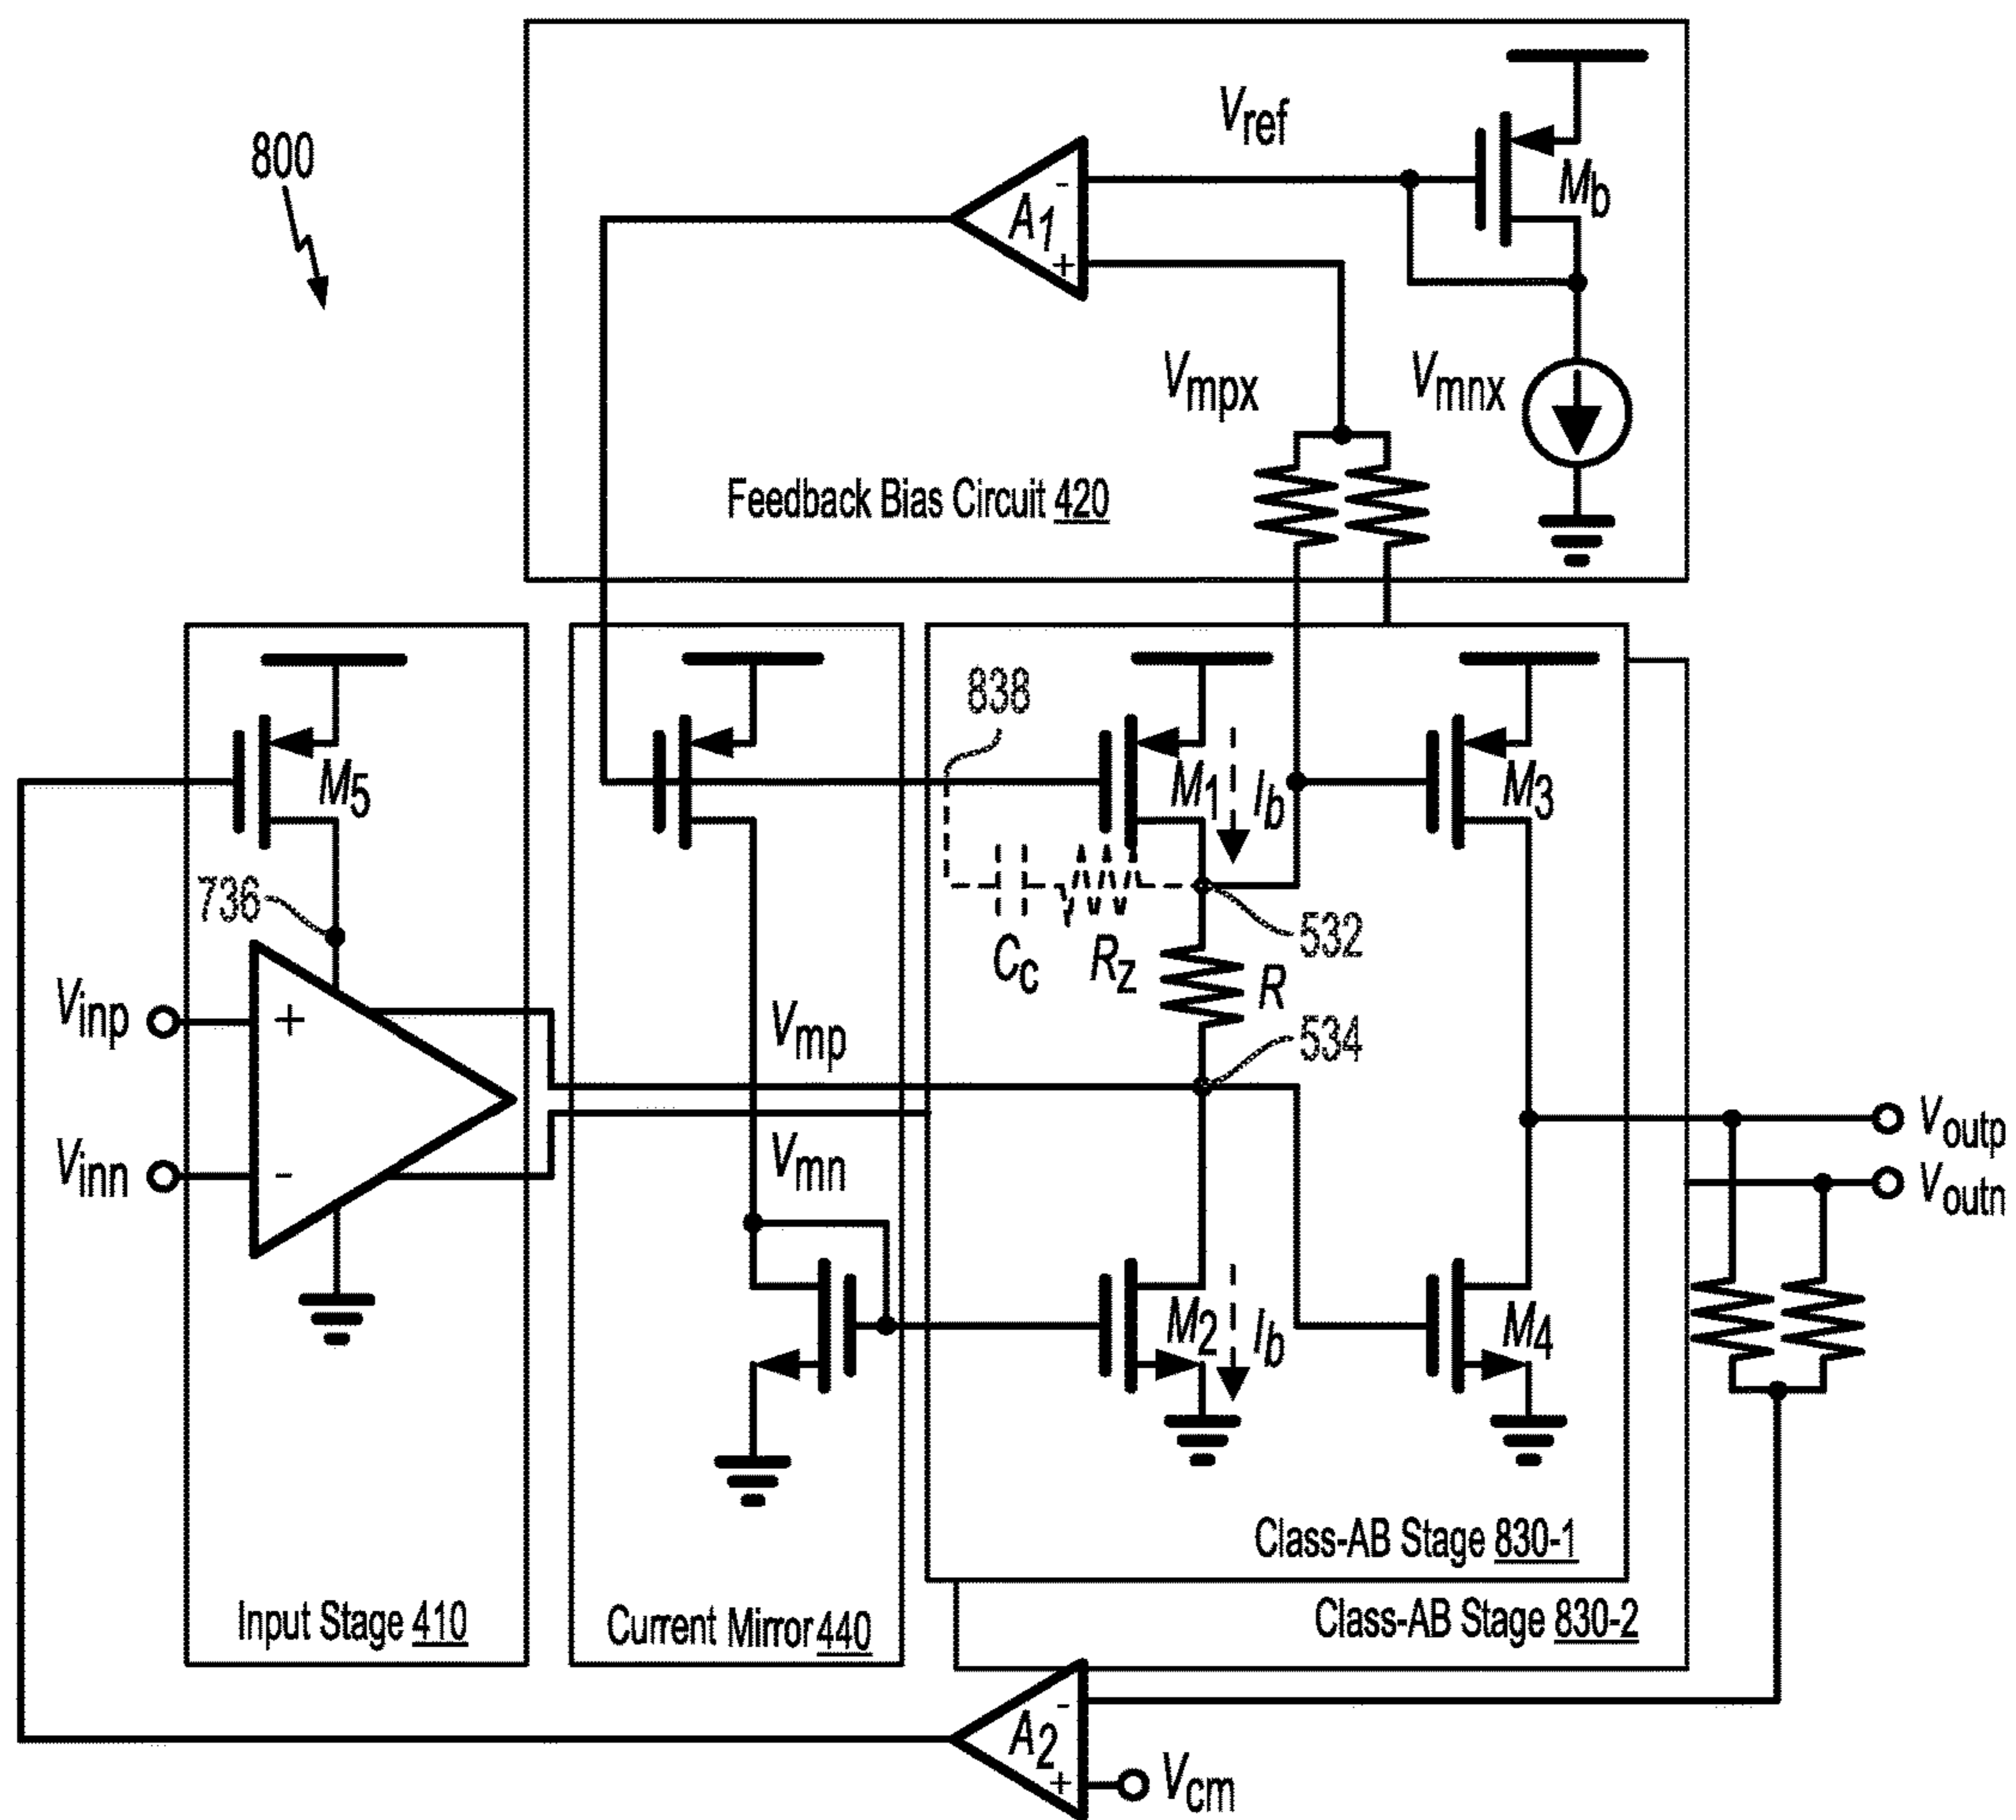 800
Vref
Mb
-
A1
+
Vmpx
Vmnx
Feedback Bias Circuit 420
838
M5
M1
Ib
M3
736
532
Cc
Rz
R
Vinp
+
Vmp
534
Vinn
-
Vmn
Voutp
Voutn
M2
Ib
M4
Class-AB Stage 830-1
Input Stage 410
Current Mirror 440
Class-AB Stage 830-2
-
A2
+
Vcm